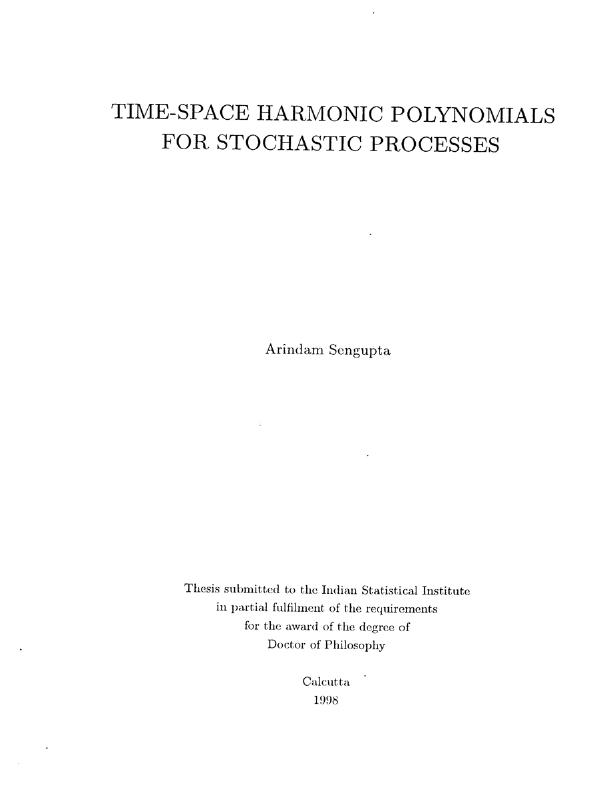 TIME-SPACE HARMONIC POLYNOMIALS
FOR STOCHASTIC PROCESSES
Arindam Sengupta
Thesis submitted to the Indian Statistical Institute
in partial fulfilment of the requirements
for the award of the degree of
Doctor of Philosophy
Calcutta
1998